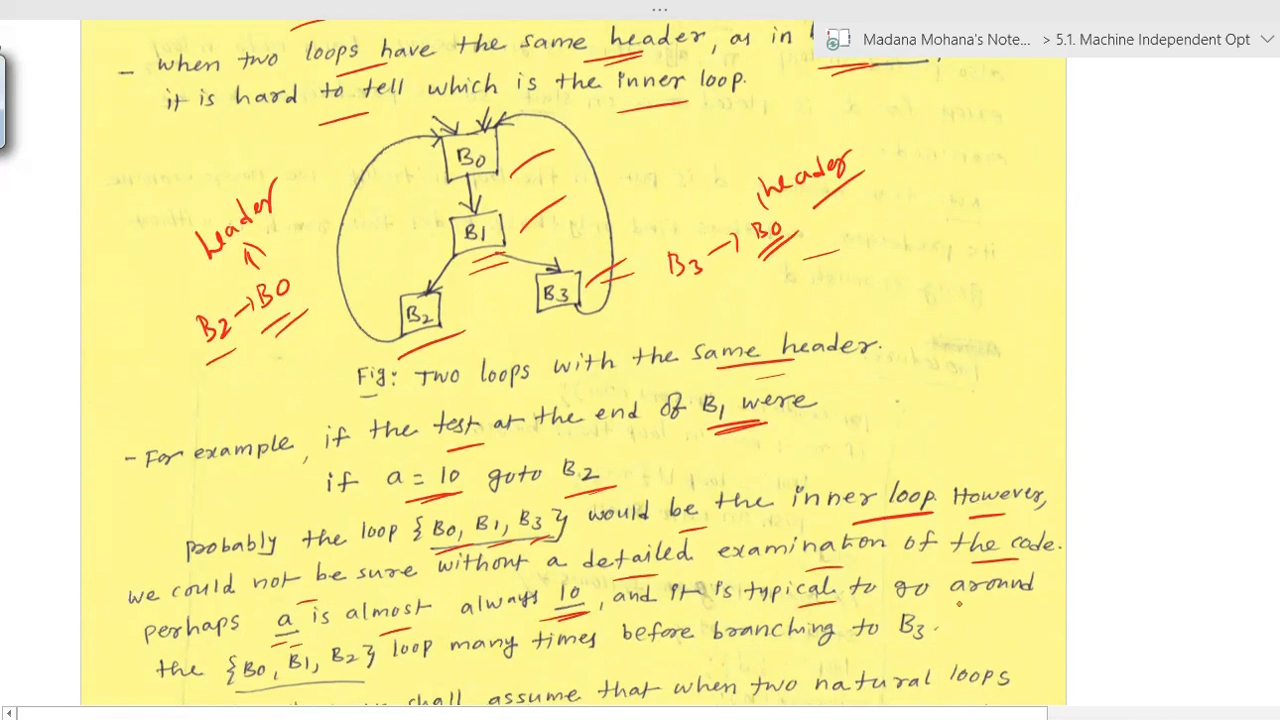 Madana Mohana's Note... > 5.1. Machine Independent Opt
- when two loops have the same header, as in
it is hard to tell which is the inner loop.
B0
header
header
B1
B3 → B0
B2 → B0
B3
B2
Fig: Two loops with the same header.
- For example, if the test at the end of B1 were
if a = 10 goto B2
probably the loop {B0, B1, B3} would be the inner loop. However,
we could not be sure without a detailed examination of the code.
perhaps a is almost always 10, and it is typical to go around
the {B0, B1, B2} loop many times before branching to B3.
shall assume that when two natural loops